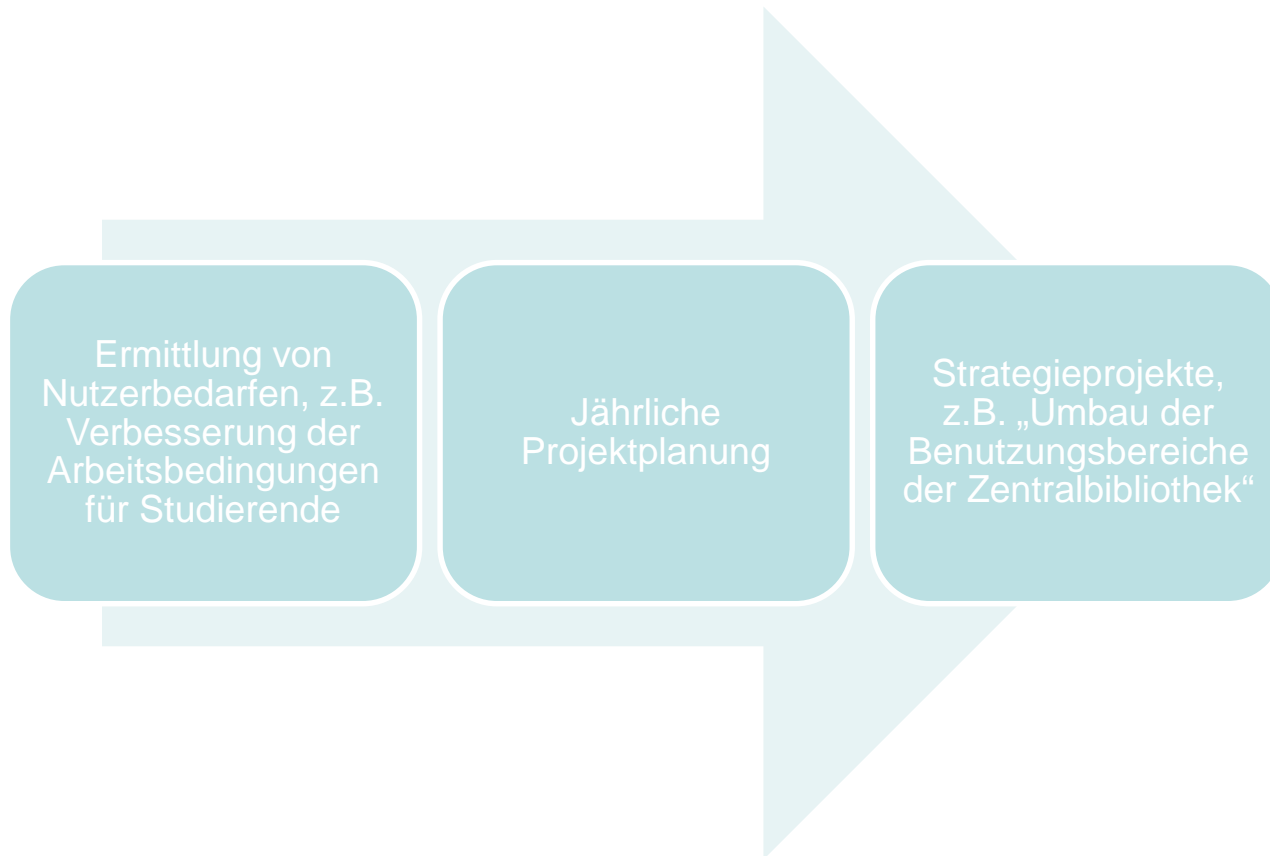 Ermittlung von
Nutzerbedarfen, z.B.
Verbesserung der
Arbeitsbedingungen
für Studierende
Jährliche
Projektplanung
Strategieprojekte,
z.B. „Umbau der
Benutzungsbereiche
der Zentralbibliothek“